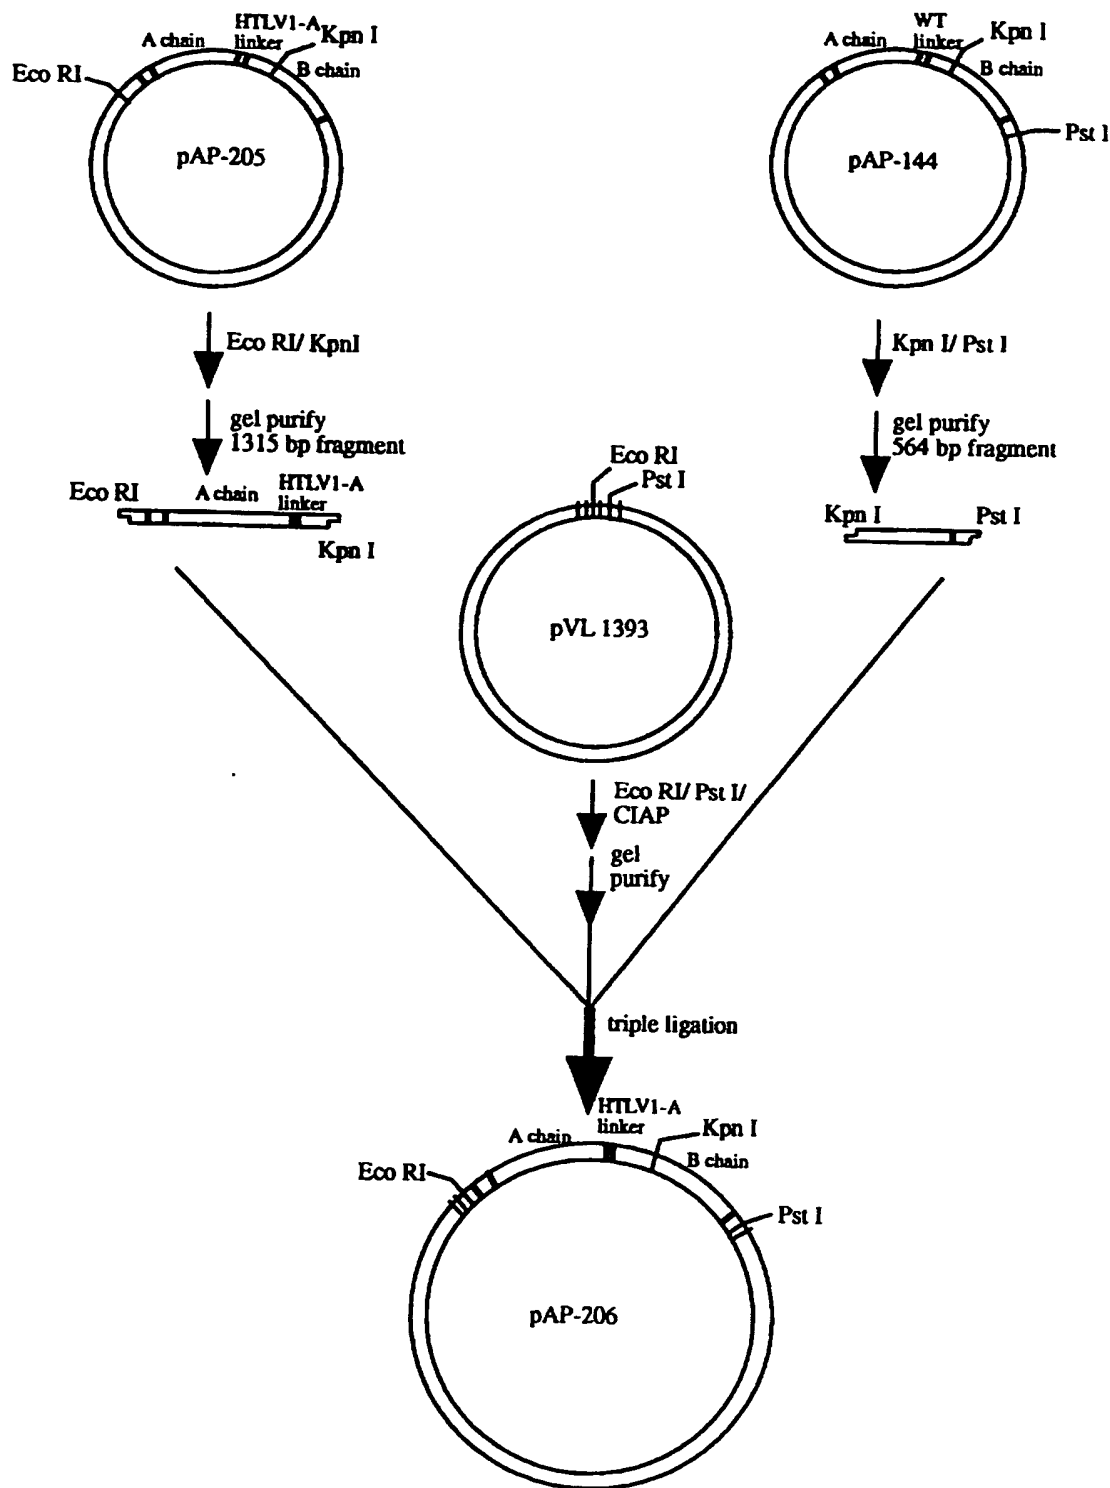 HTLV1-A
linker
A chain
Kpn I
Eco RI
B chain
pAP-205
WT
linker
A chain
Kpn I
B chain
Pst I
pAP-144
Eco RI/ KpnI
gel purify
1315 bp fragment
Kpn I/ Pst I
gel purify
564 bp fragment
Eco RI
A chain
HTLV1-A
linker
Kpn I
Eco RI
Pst I
Kpn I
Pst I
pVL 1393
Eco RI/ Pst I/
CIAP
gel
purify
triple ligation
HTLV1-A
linker
A chain
Kpn I
B chain
Eco RI
Pst I
pAP-206